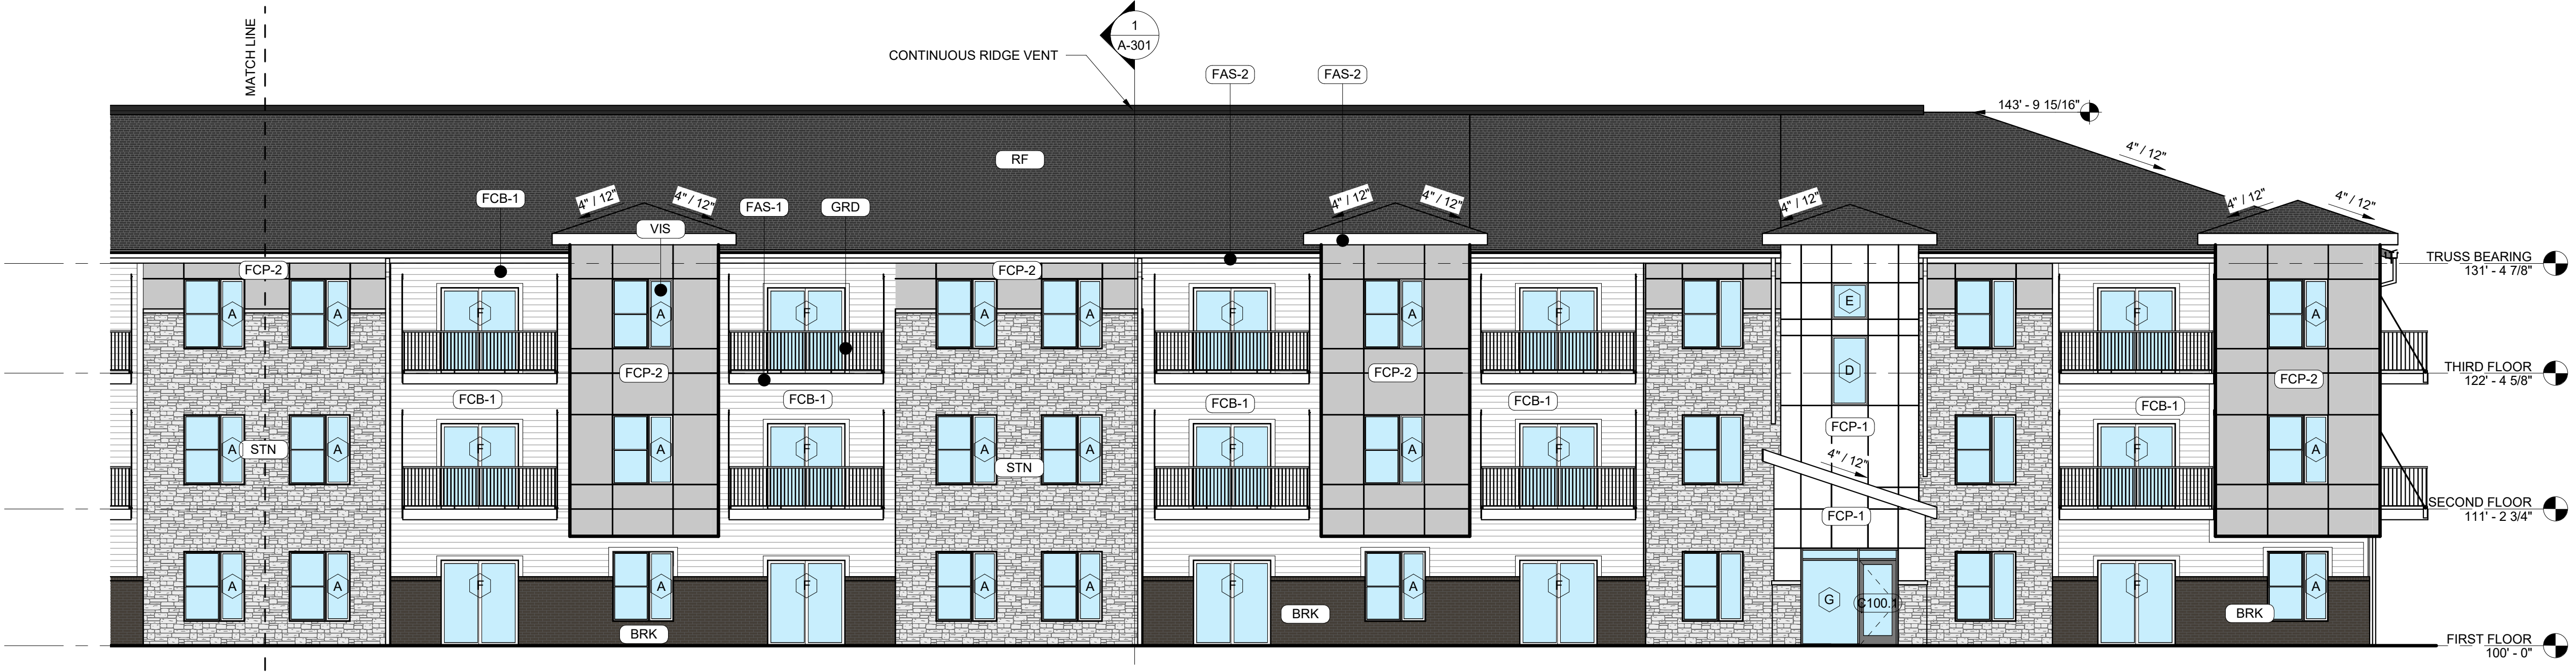 MATCH LINE
1
A-301
CONTINUOUS RIDGE VENT
FAS-2
FAS-2
143' - 9 15/16"
4" / 12"
RF
FCB-1
4" / 12"
4" / 12"
FAS-1
GRD
VIS
4" / 12"
4" / 12"
4" / 12"
4" / 12"
4" / 12"
FCP-2
FCP-2
TRUSS BEARING
131' - 4 7/8"
A
A
F
A
F
A
A
F
A
F
E
F
A
FCP-2
FCP-2
D
FCP-2
THIRD FLOOR
122' - 4 5/8"
FCB-1
FCB-1
FCB-1
FCB-1
FCB-1
FCP-1
A
A
F
A
F
A
A
F
A
F
F
A
STN
STN
4" / 12"
SECOND FLOOR
111' - 2 3/4"
FCP-1
A
A
F
A
F
A
A
F
A
F
G
C100.1
F
A
BRK
BRK
BRK
FIRST FLOOR
100' - 0"